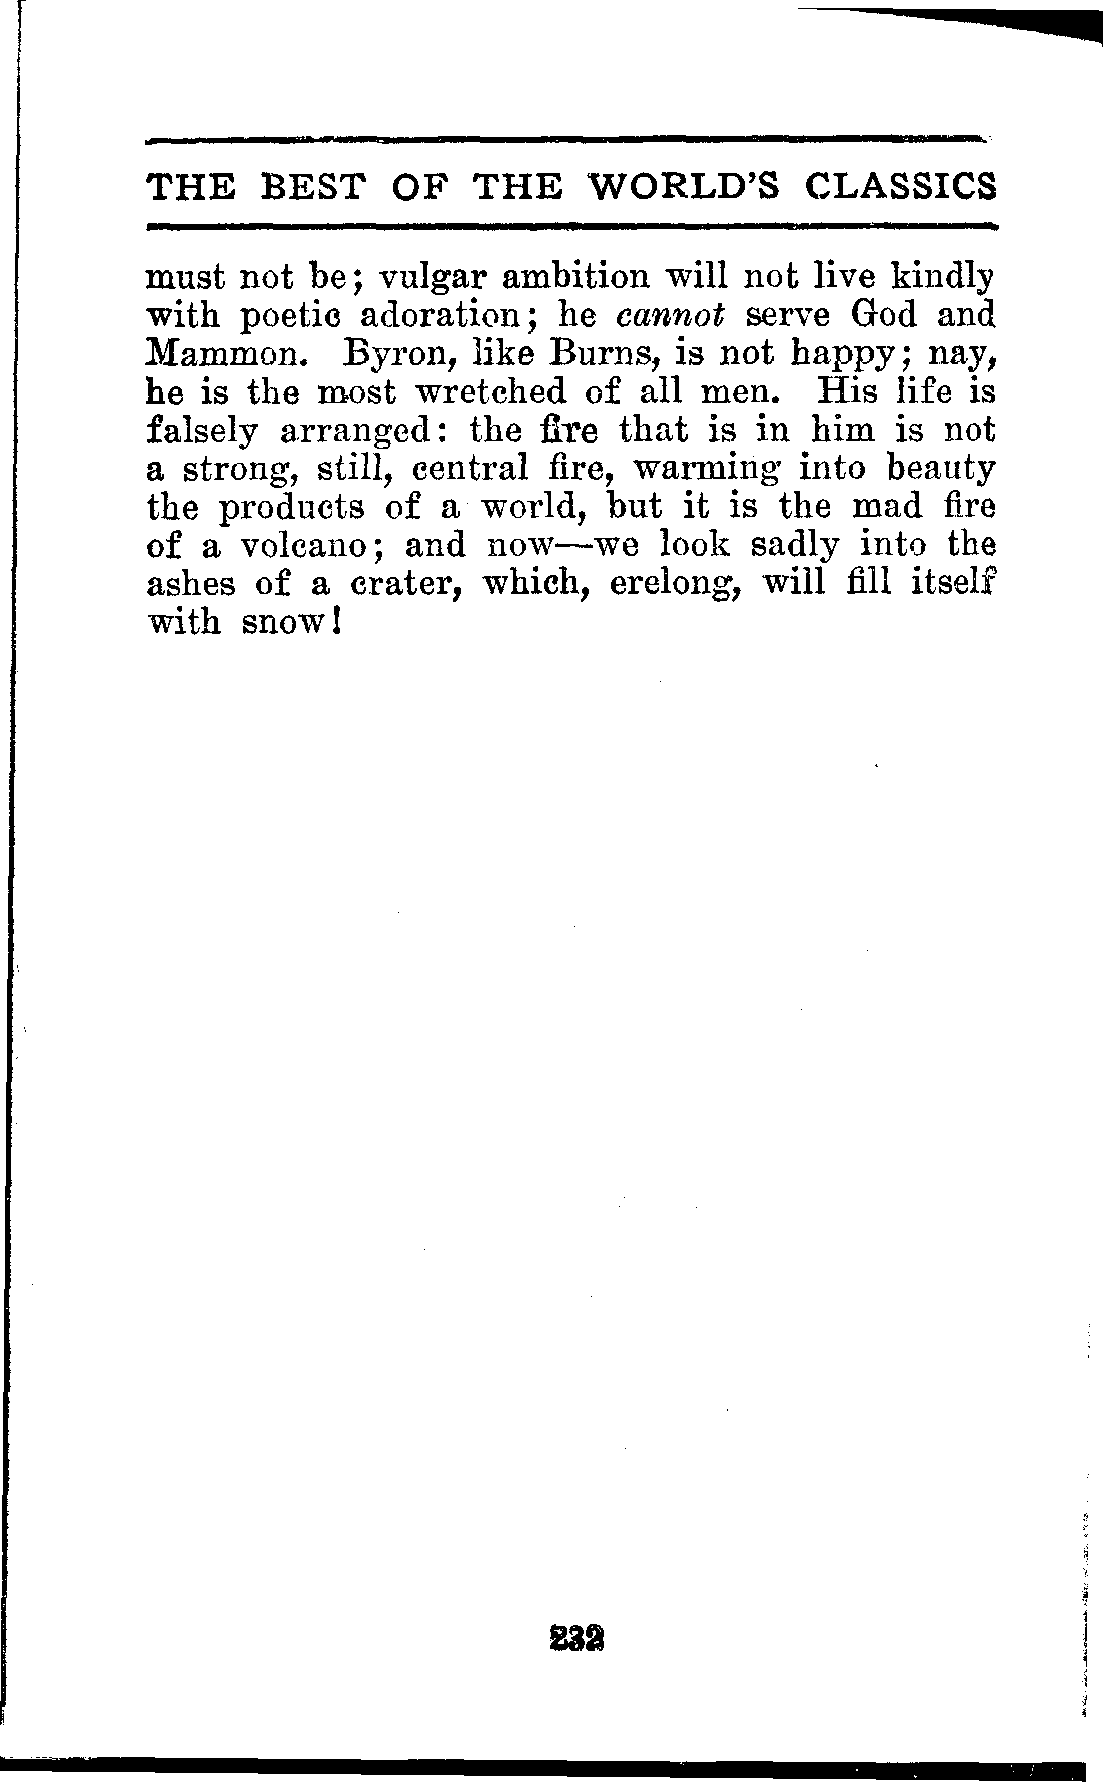 THE BEST OF THE WORLD'S CLASSICS
must not be; vulgar ambition will not live kindly
with poetic adoration; he cannot serve God and
Mammon. Byron, like Burns, is not happy; nay,
he is the most wretched of all men. His life is
falsely arranged: the fire that is in him is not
a strong, still, central fire, warming into beauty
the products of a world, but it is the mad fire
of a volcano; and now—we look sadly into the
ashes of a crater, which, erelong, will fill itself
with snow!
232